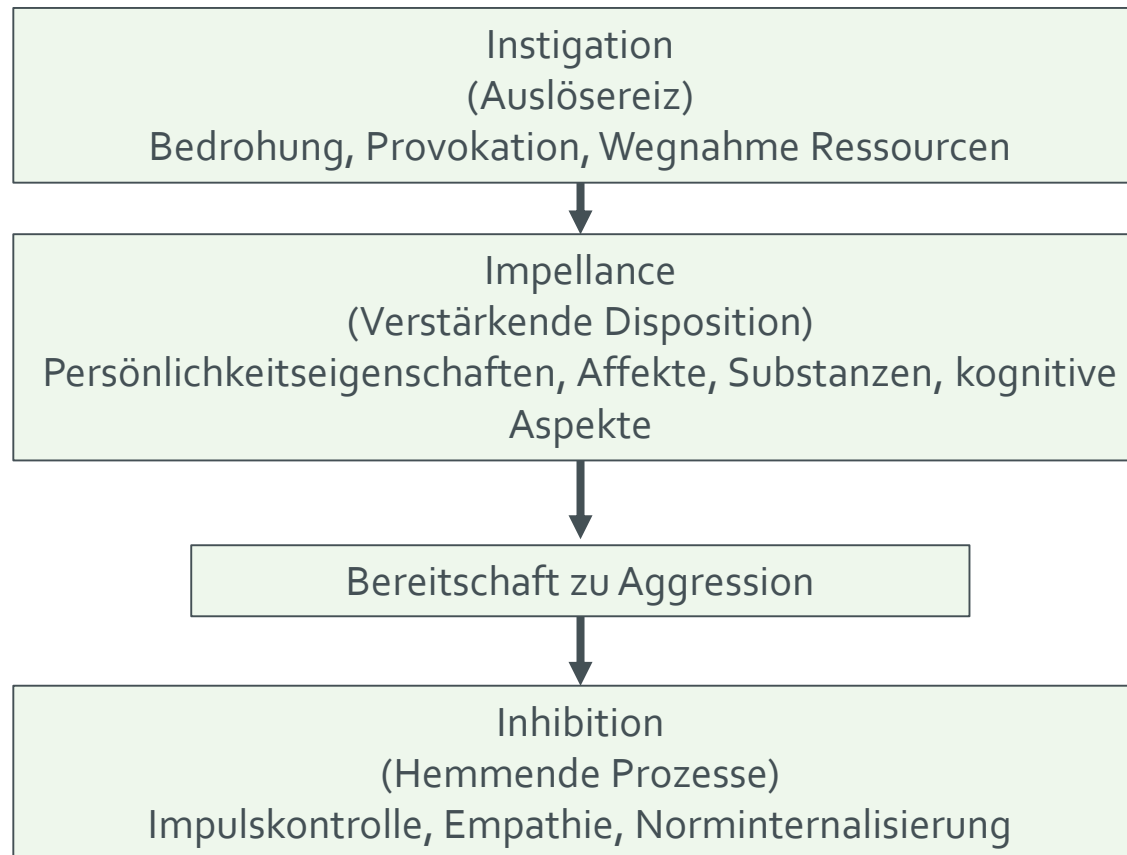 Instigation
(Auslösereiz)
Bedrohung, Provokation, Wegnahme Ressourcen
Impellance
(Verstärkende Disposition)
Persönlichkeitseigenschaften, Affekte, Substanzen, kognitive
Aspekte
Bereitschaft zu Aggression
Inhibition
(Hemmende Prozesse)
Impulskontrolle, Empathie, Norminternalisierung